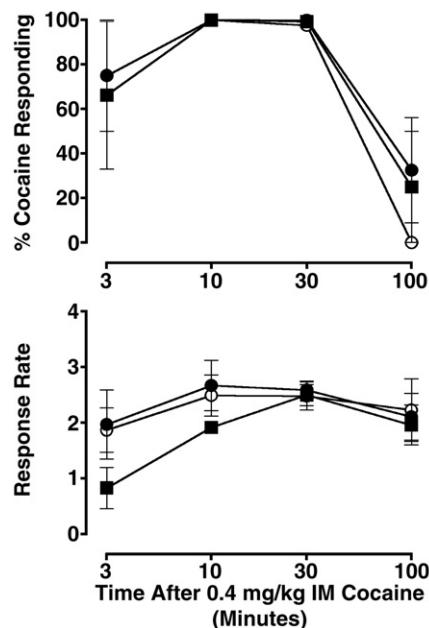 % Cocaine Responding
100
80
60
40
20
0
3 10 30 100
Response Rate
4
3
2
1
0
3 10 30 100
Time After 0.4 mg/kg IM Cocaine
(Minutes)